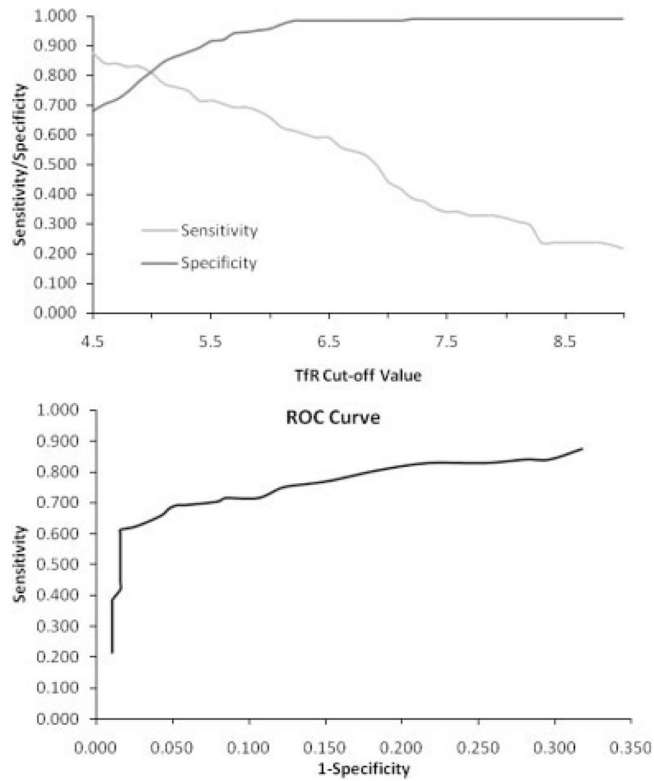 1.000
0.900
0.800
0.700
0.600
0.500
0.400
0.300
0.200
0.100
0.000
Sensitivity/Specificity
Sensitivity
Specificity
4.5 5.5 6.5 7.5 8.5
TfR Cut-off Value
ROC Curve
1.000
0.900
0.800
0.700
0.600
0.500
0.400
0.300
0.200
0.100
0.000
Sensitivity
0.000 0.050 0.100 0.150 0.200 0.250 0.300 0.350
1-Specificity